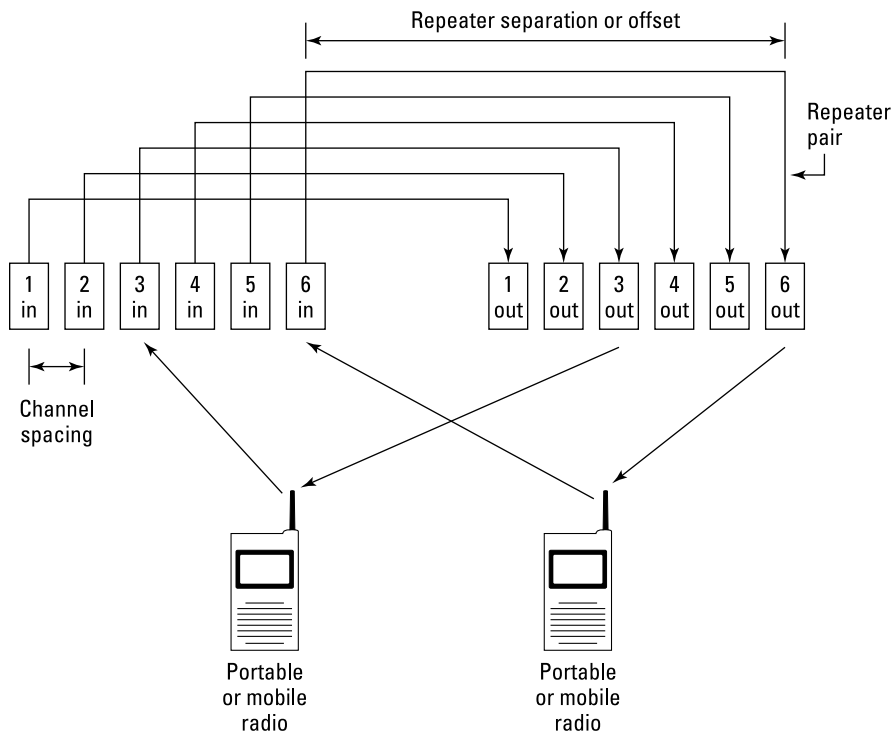 Repeater separation or offset
Repeater
pair
1
in
2
in
3
in
4
in
5
in
6
in
1
out
2
out
3
out
4
out
5
out
6
out
Channel
spacing
Portable
or mobile
radio
Portable
or mobile
radio